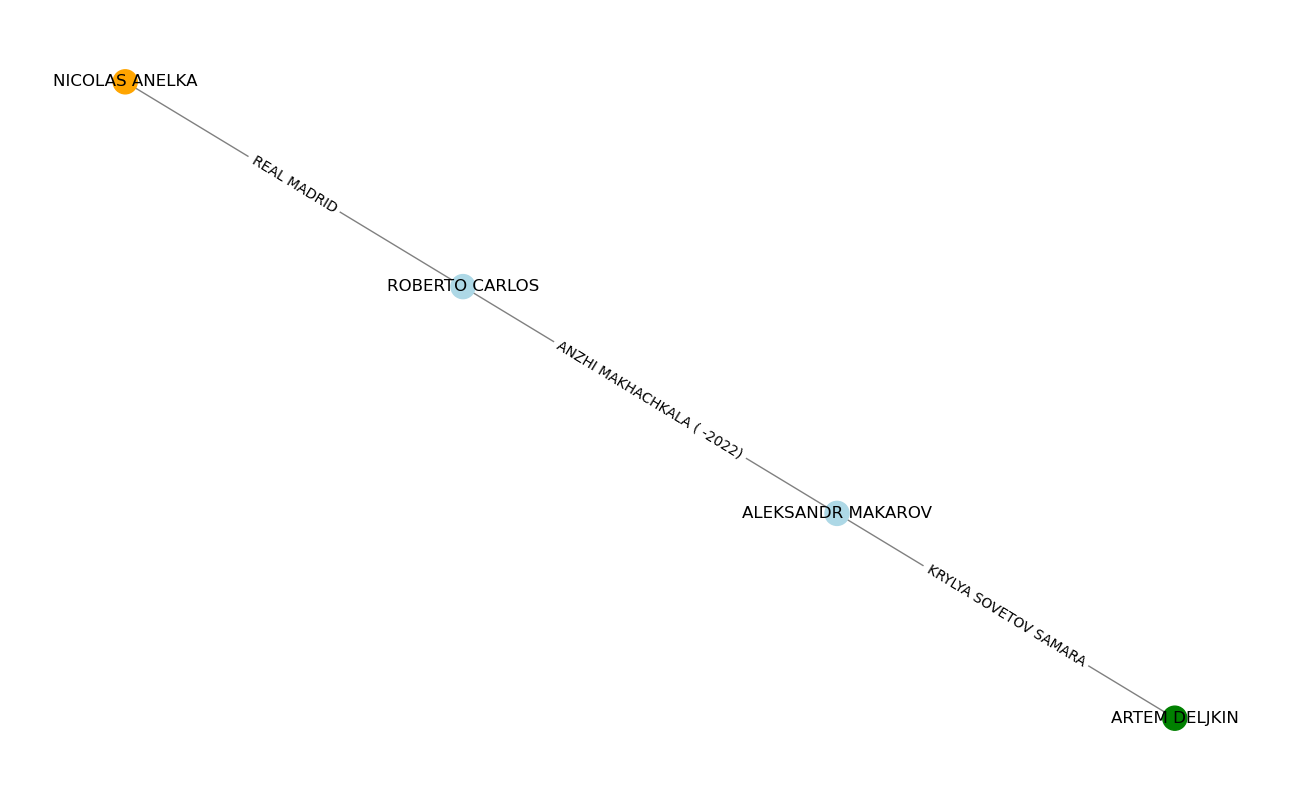 NICOLAS ANELKA
REAL MADRID
ROBERTO CARLOS
ANZHI MAKHACHKALA ( -2022)
ALEKSANDR MAKAROV
KRYLYA SOVETOV SAMARA
ARTEM DELJKIN